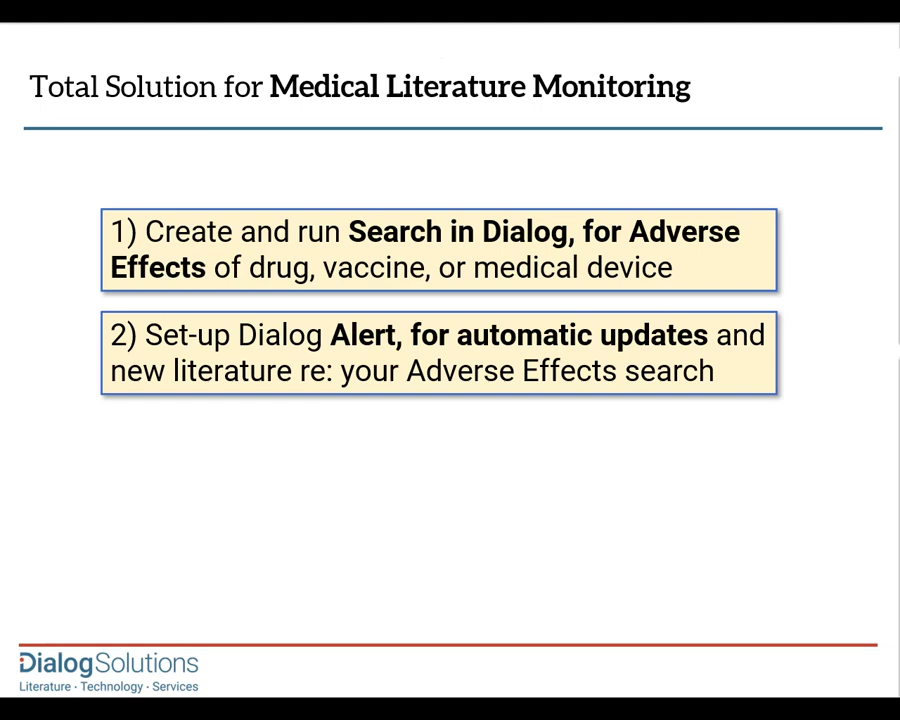 Total Solution for Medical Literature Monitoring
1) Create and run Search in Dialog, for Adverse
Effects of drug, vaccine, or medical device
2) Set-up Dialog Alert, for automatic updates and
new literature re: your Adverse Effects search
DialogSolutions
Literature · Technology · Services